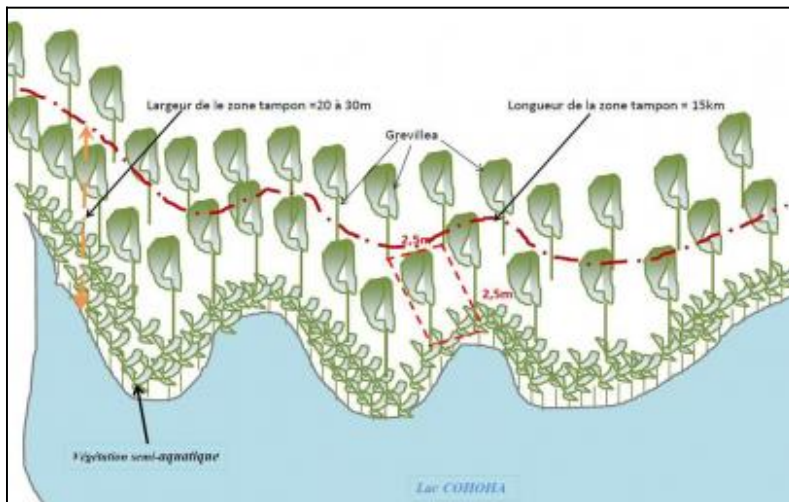 Largeur de le zone tampon =20 à 30m
Longueur de la zone tampon = 15km
Grevillea
2,5m
2,5m
Végétation semi-aquatique
Lac COHOHA